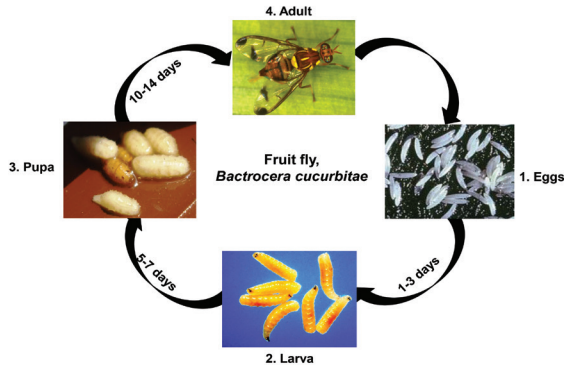 4. Adult
10-14 days
3. Pupa
Fruit fly,
Bactrocera cucurbitae
1. Eggs
5-7 days
1-3 days
2. Larva